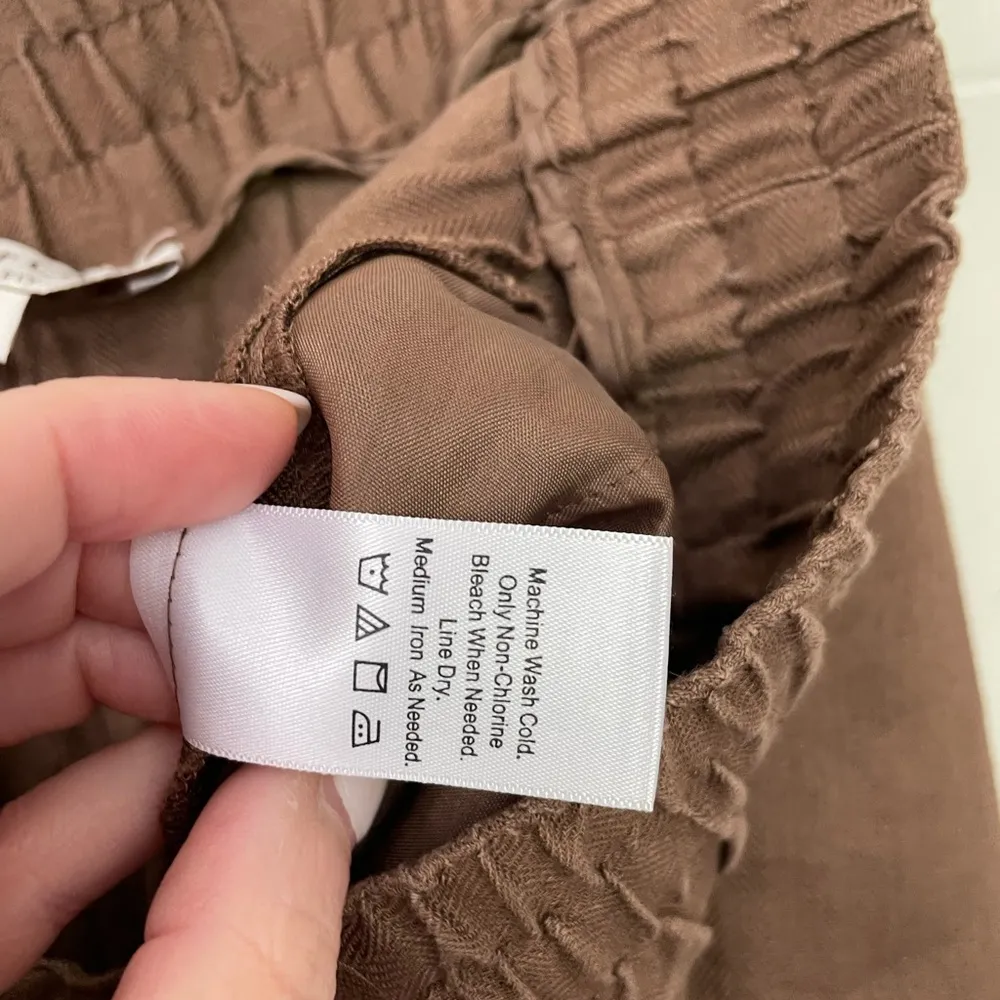 Machine Wash Cold.
Only Non-Chlorine
Bleach When Needed.
Line Dry.
Medium Iron As Needed.